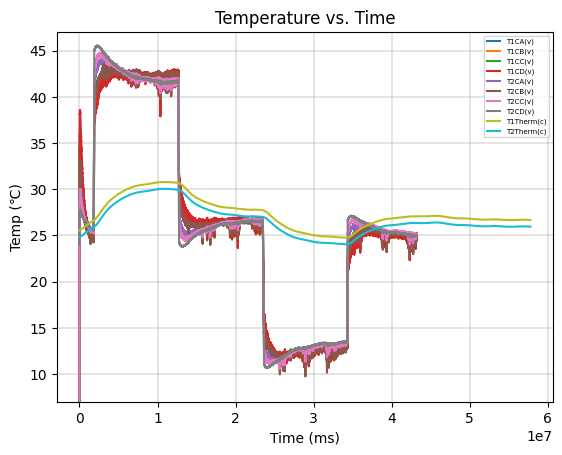 Temperature vs. Time
45
40
35
30
25
20
15
10
Temp (℃)
T1CA(v)
T1CB(v)
T1CC(v)
T1CD(v)
T2CA(v)
T2CB(v)
T2CC(v)
T2CD(v)
T1Therm(c)
T2Therm(c)
0 1 2 3 4 5 6
1e7
Time (ms)